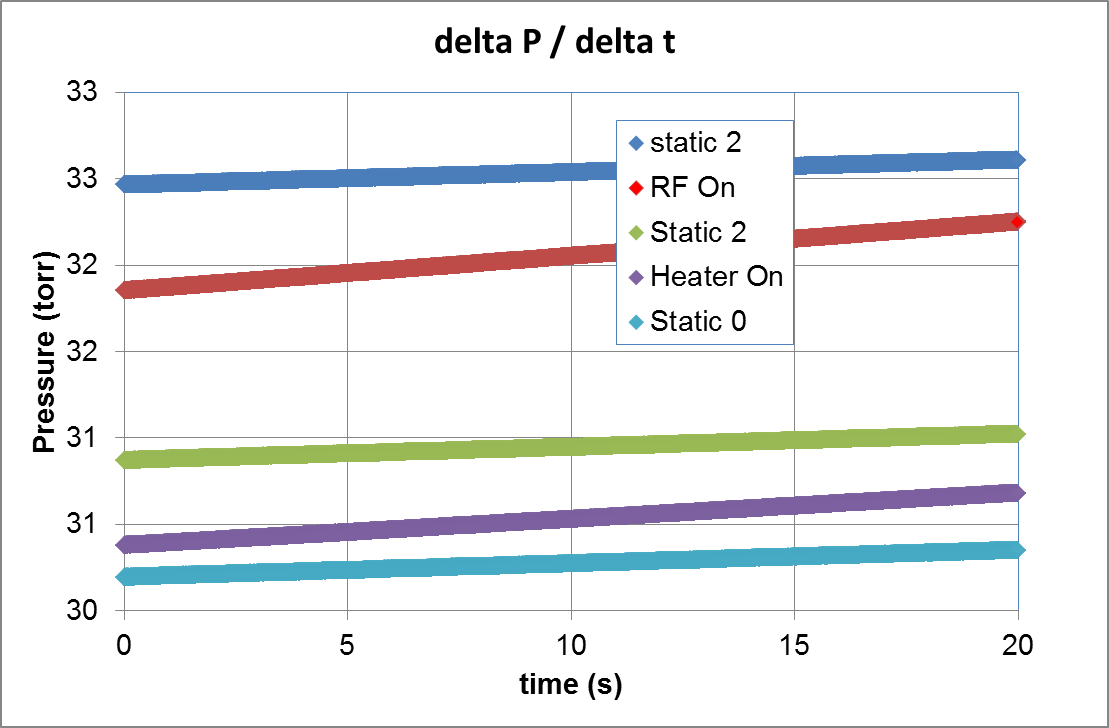 delta P / delta t
33
33
32
32
31
31
30
Pressure (torr)
static 2
RF On
Static 2
Heater On
Static 0
0 5 10 15 20
time (s)